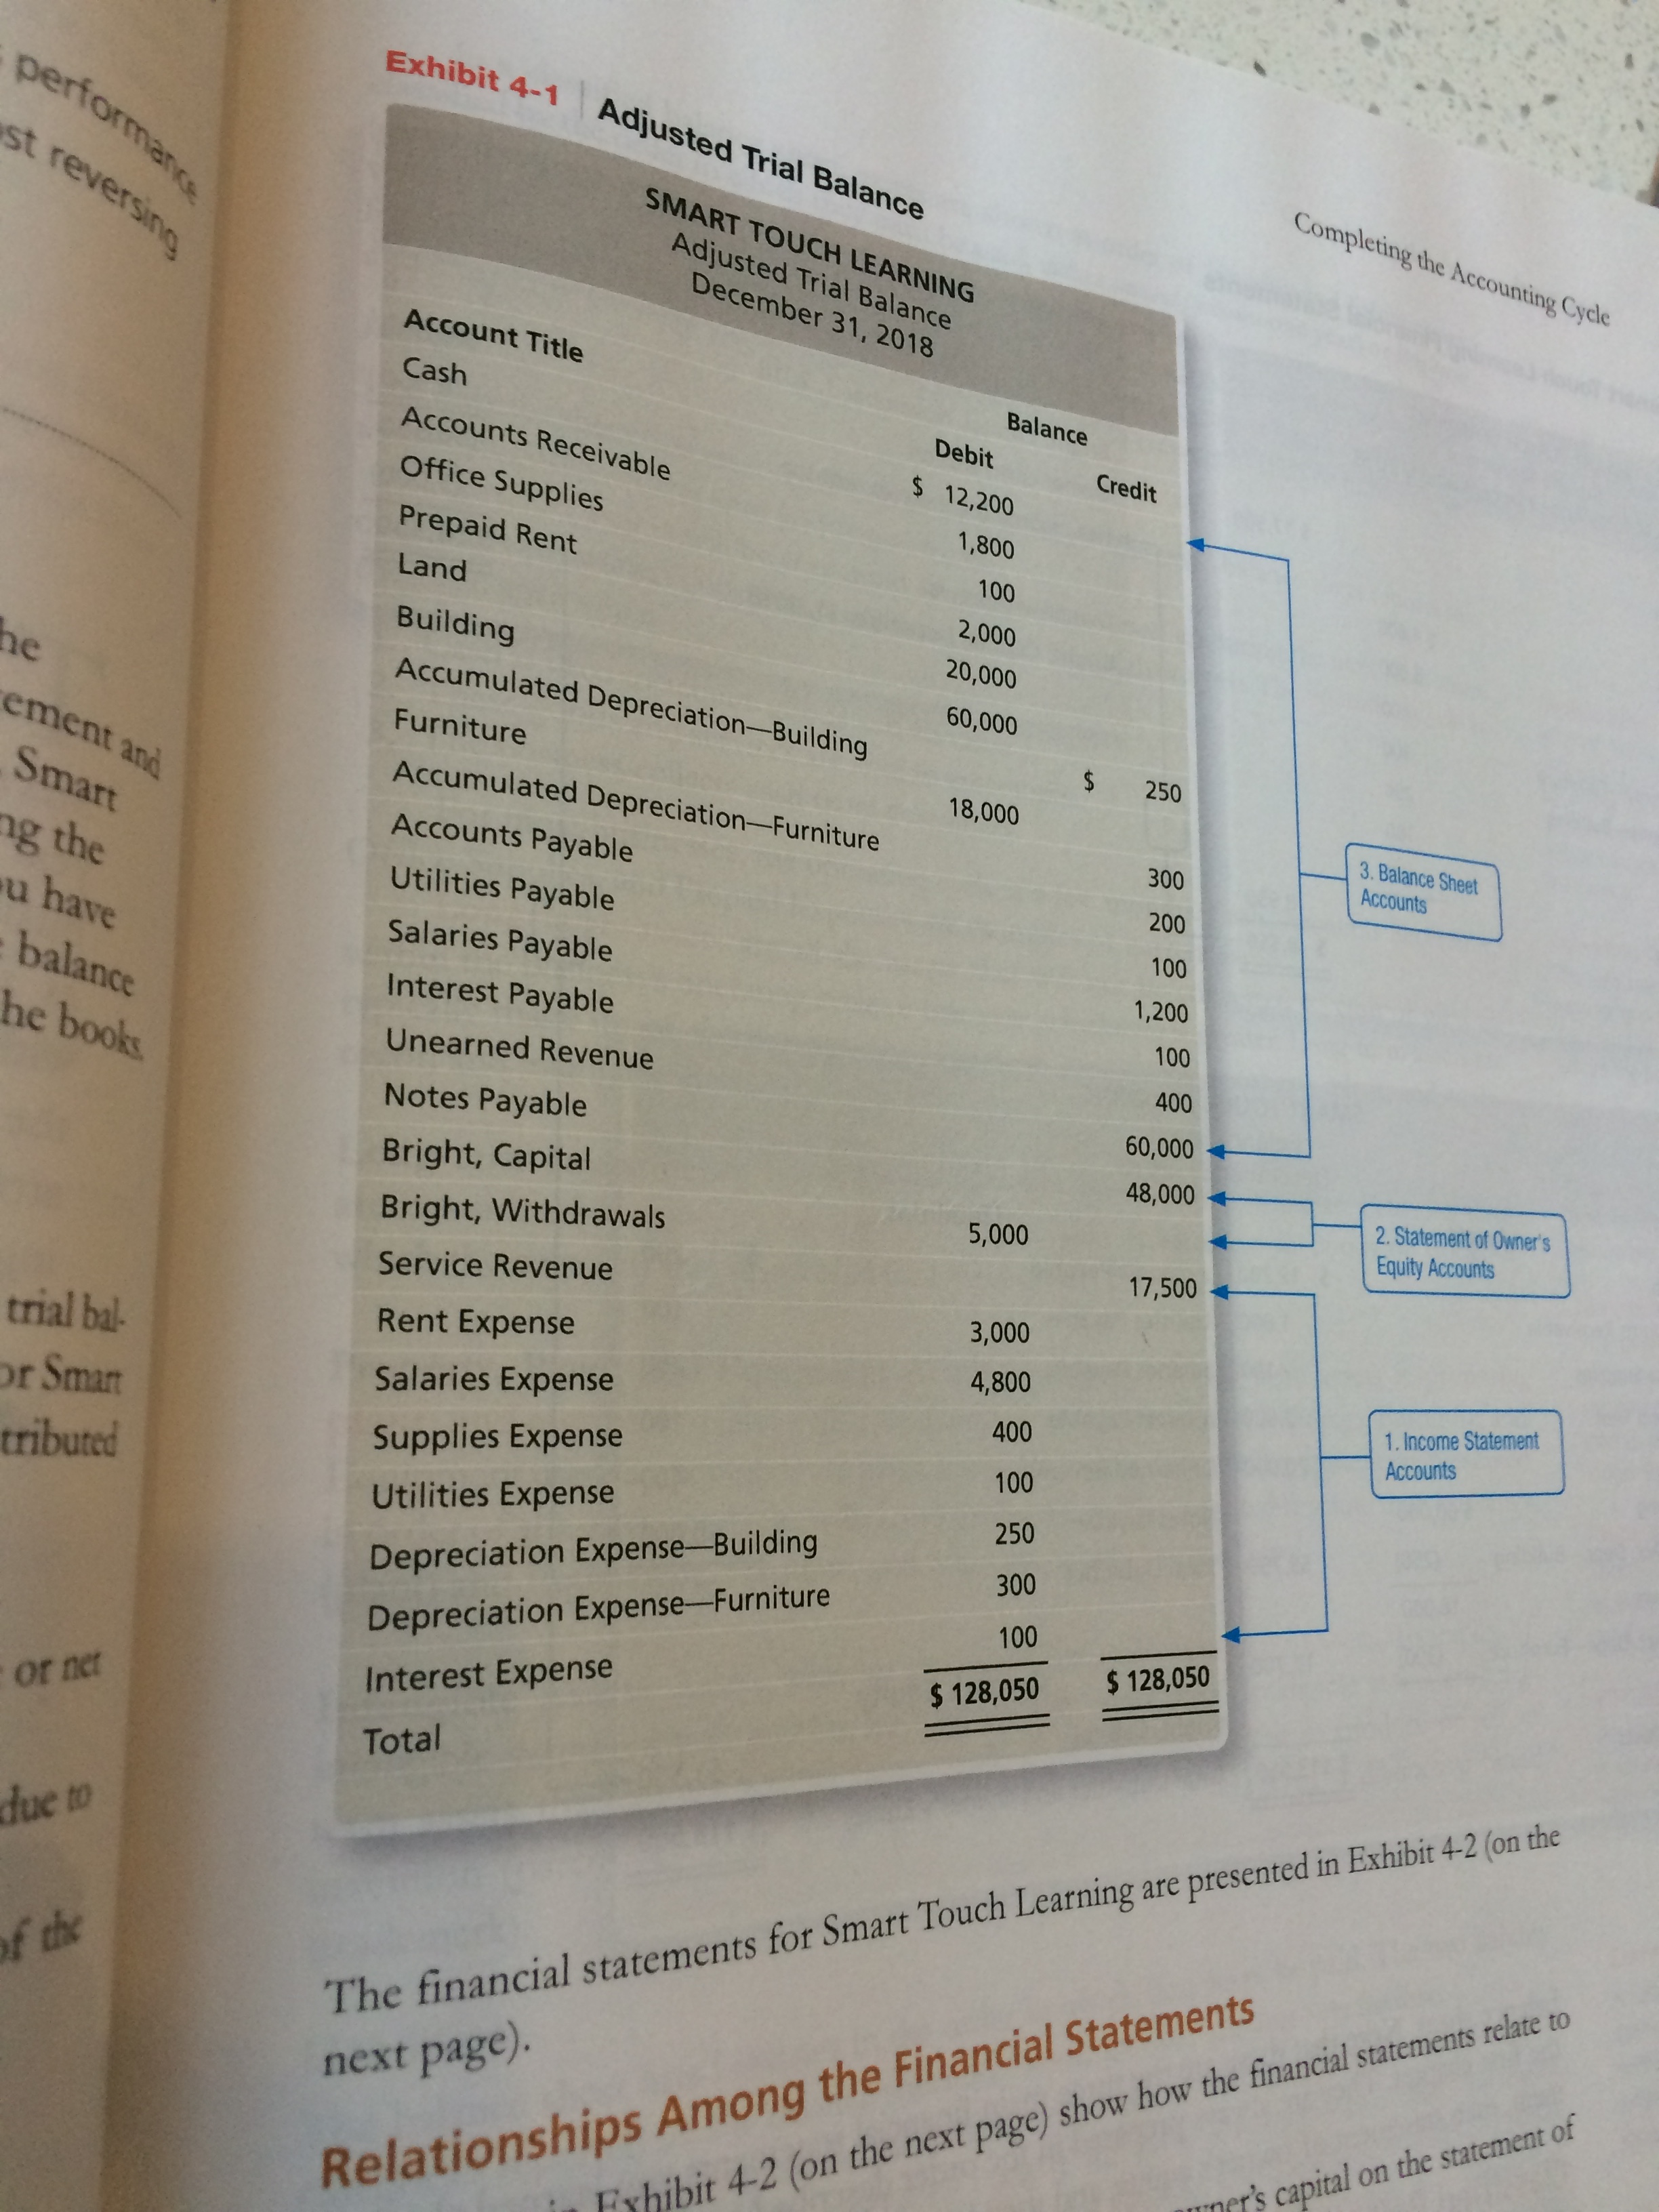 performance
st reversing
he
ement and
Smart
ng the
ou have
balance
he books
trial bal-
or Smart
tributed
or net
due to
of the
Completing the Accounting Cycle
Exhibit 4-1 | Adjusted Trial Balance
SMART TOUCH LEARNING
Adjusted Trial Balance
December 31, 2018
Balance
Account Title Debit Credit
Cash $ 12,200
Accounts Receivable 1,800
Office Supplies 100
Prepaid Rent 2,000
Land 20,000
Building 60,000
Accumulated Depreciation—Building $ 250
Furniture 18,000
Accumulated Depreciation—Furniture 300
Accounts Payable 200
Utilities Payable 100
Salaries Payable 1,200
Interest Payable 100
Unearned Revenue 400
Notes Payable 60,000
Bright, Capital 48,000
Bright, Withdrawals 5,000
Service Revenue 17,500
Rent Expense 3,000
Salaries Expense 4,800
Supplies Expense 400
Utilities Expense 100
Depreciation Expense—Building 250
Depreciation Expense—Furniture 300
Interest Expense 100
Total $ 128,050 $ 128,050
3. Balance Sheet
Accounts
2. Statement of Owner's
Equity Accounts
1. Income Statement
Accounts
The financial statements for Smart Touch Learning are presented in Exhibit 4-2 (on the
next page).
Relationships Among the Financial Statements
in Exhibit 4-2 (on the next page) show how the financial statements relate to
owner's capital on the statement of